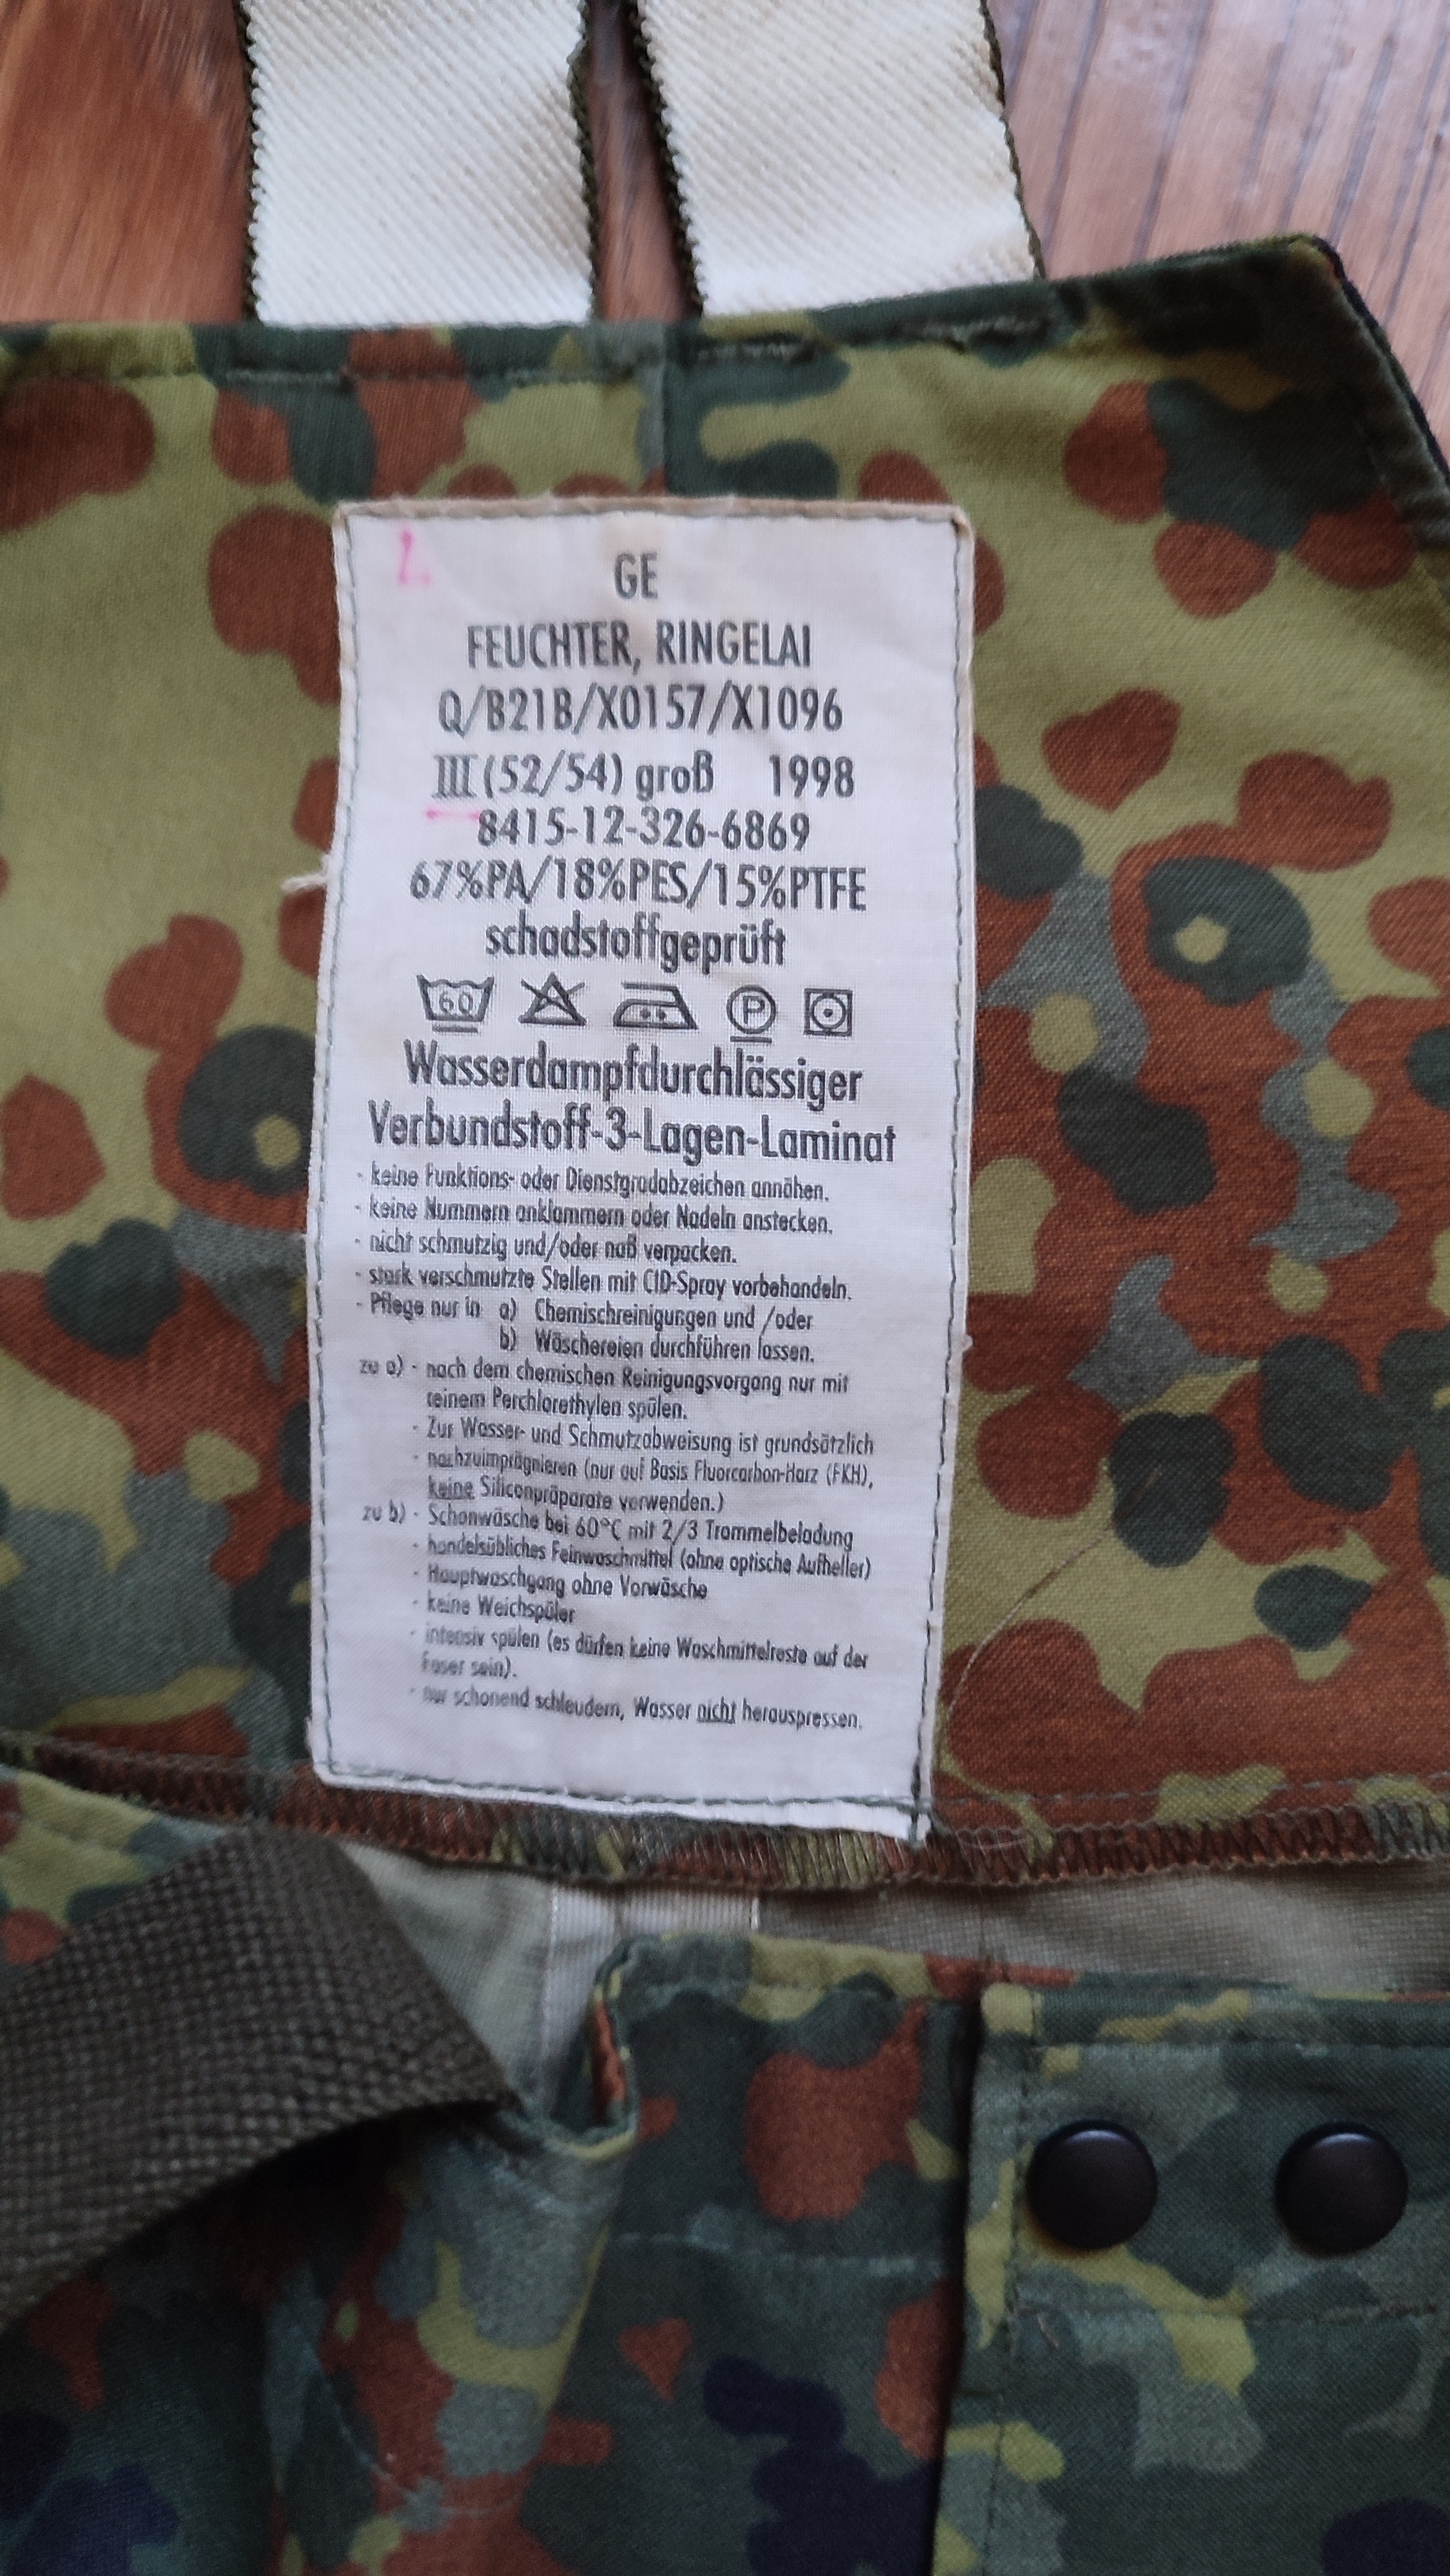 GE
FEUCHTER, RINGELAI
Q/B21B/X0157/X1096
III (52/54) groß 1998
8415-12-326-6869
67%PA/18%PES/15%PTFE
schadstoffgeprüft
60 P
Wasserdampfdurchlässiger
Verbundstoff-3-Lagen-Laminat
- keine Funktions- oder Dienstgradabzeichen annähen.
- keine Nummern anklammern oder Nadeln anstecken.
- nicht schmutzig und/oder naß verpacken.
- stark verschmutzte Stellen mit CID-Spray vorbehandeln.
- Pflege nur in a) Chemischreinigungen und /oder
b) Wäschereien durchführen lassen.
zu a) - nach dem chemischen Reinigungsvorgang nur mit
reinem Perchlorethylen spülen.
- Zur Wasser- und Schmutzabweisung ist grundsätzlich
- nachzuimprägnieren (nur auf Basis Fluorcarbon-Harz (FKH),
keine Siliconpräparate verwenden.)
zu b) - Schonwäsche bei 60°C mit 2/3 Trommelbeladung
- handelsübliches Feinwaschmittel (ohne optische Aufheller)
- Hauptwaschgang ohne Vorwäsche
- keine Weichspüler
- intensiv spülen (es dürfen keine Waschmittelreste auf der
Faser sein).
- nur schonend schleudern, Wasser nicht herauspressen.